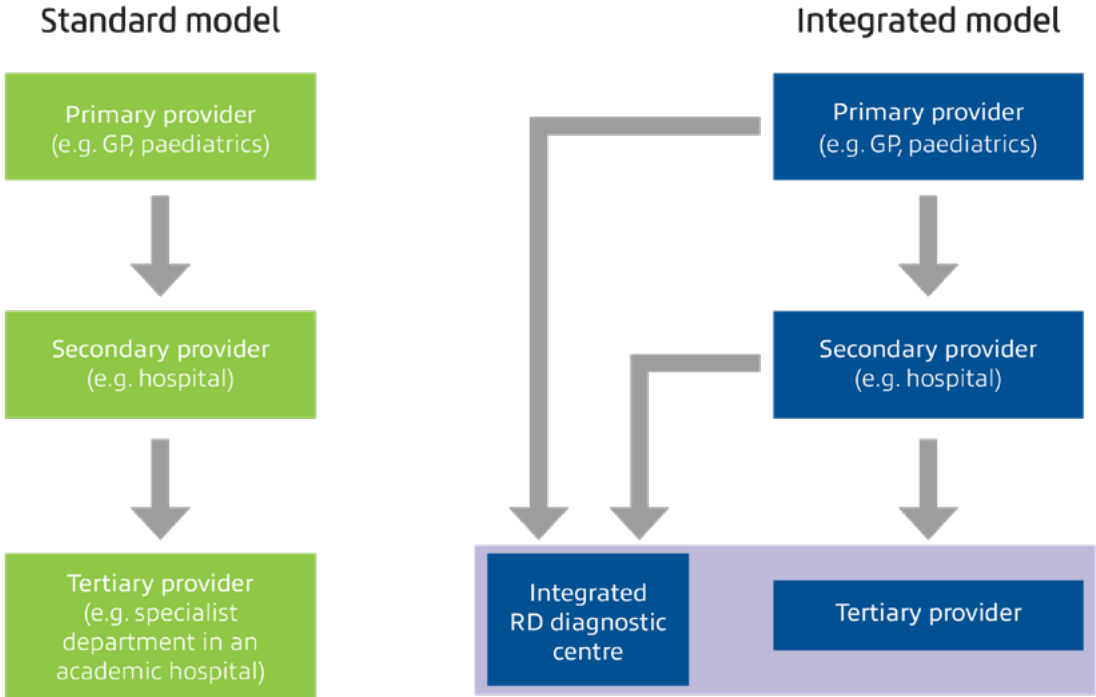 Standard model
Primary provider
(e.g. GP, paediatrics)
Secondary provider
(e.g. hospital)
Tertiary provider
(e.g. specialist
department in an
academic hospital)
Integrated model
Primary provider
(e.g. GP, paediatrics)
Secondary provider
(e.g. hospital)
Integrated
RD diagnostic
centre
Tertiary provider